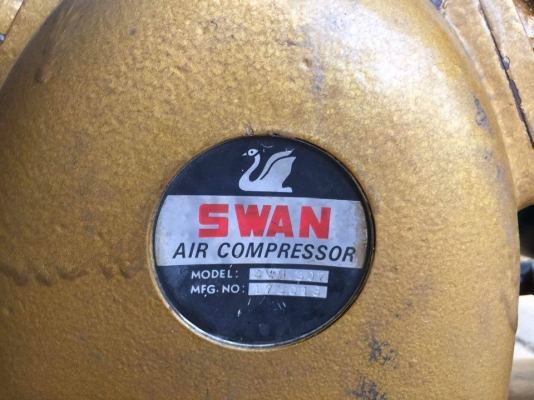 SWAN
AIR COMPRESSOR
MODEL:
MFG. NO: